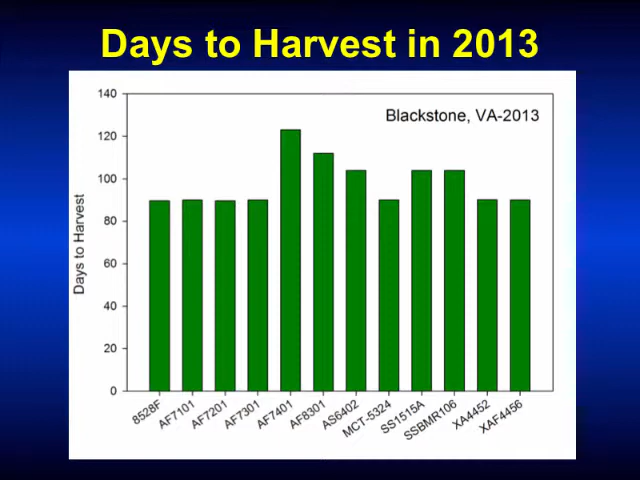 Days to Harvest in 2013
Blackstone, VA-2013
Days to Harvest
140
120
100
80
60
40
20
0
8528F
AF7101
AF7201
AF7301
AF7401
AF8301
AS6402
MCT-5324
SS1515A
SSBMR106
XA4452
XAF4456